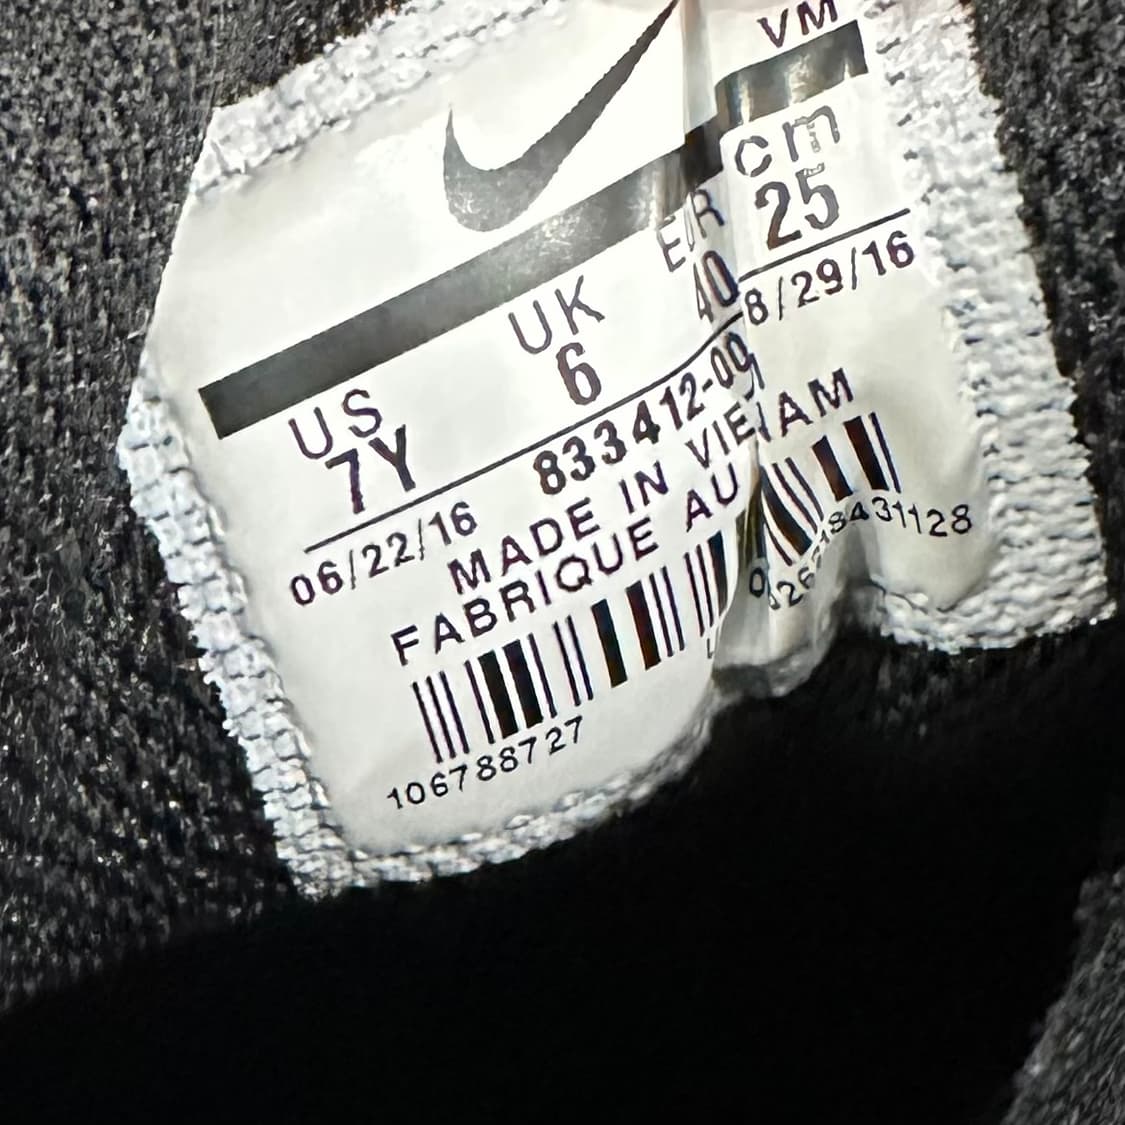 VM
US UK EUR cm
7Y 6 40 25
06/22/16 8/29/16
833412-00
MADE IN VIETNAM
FABRIQUE AU
106788727